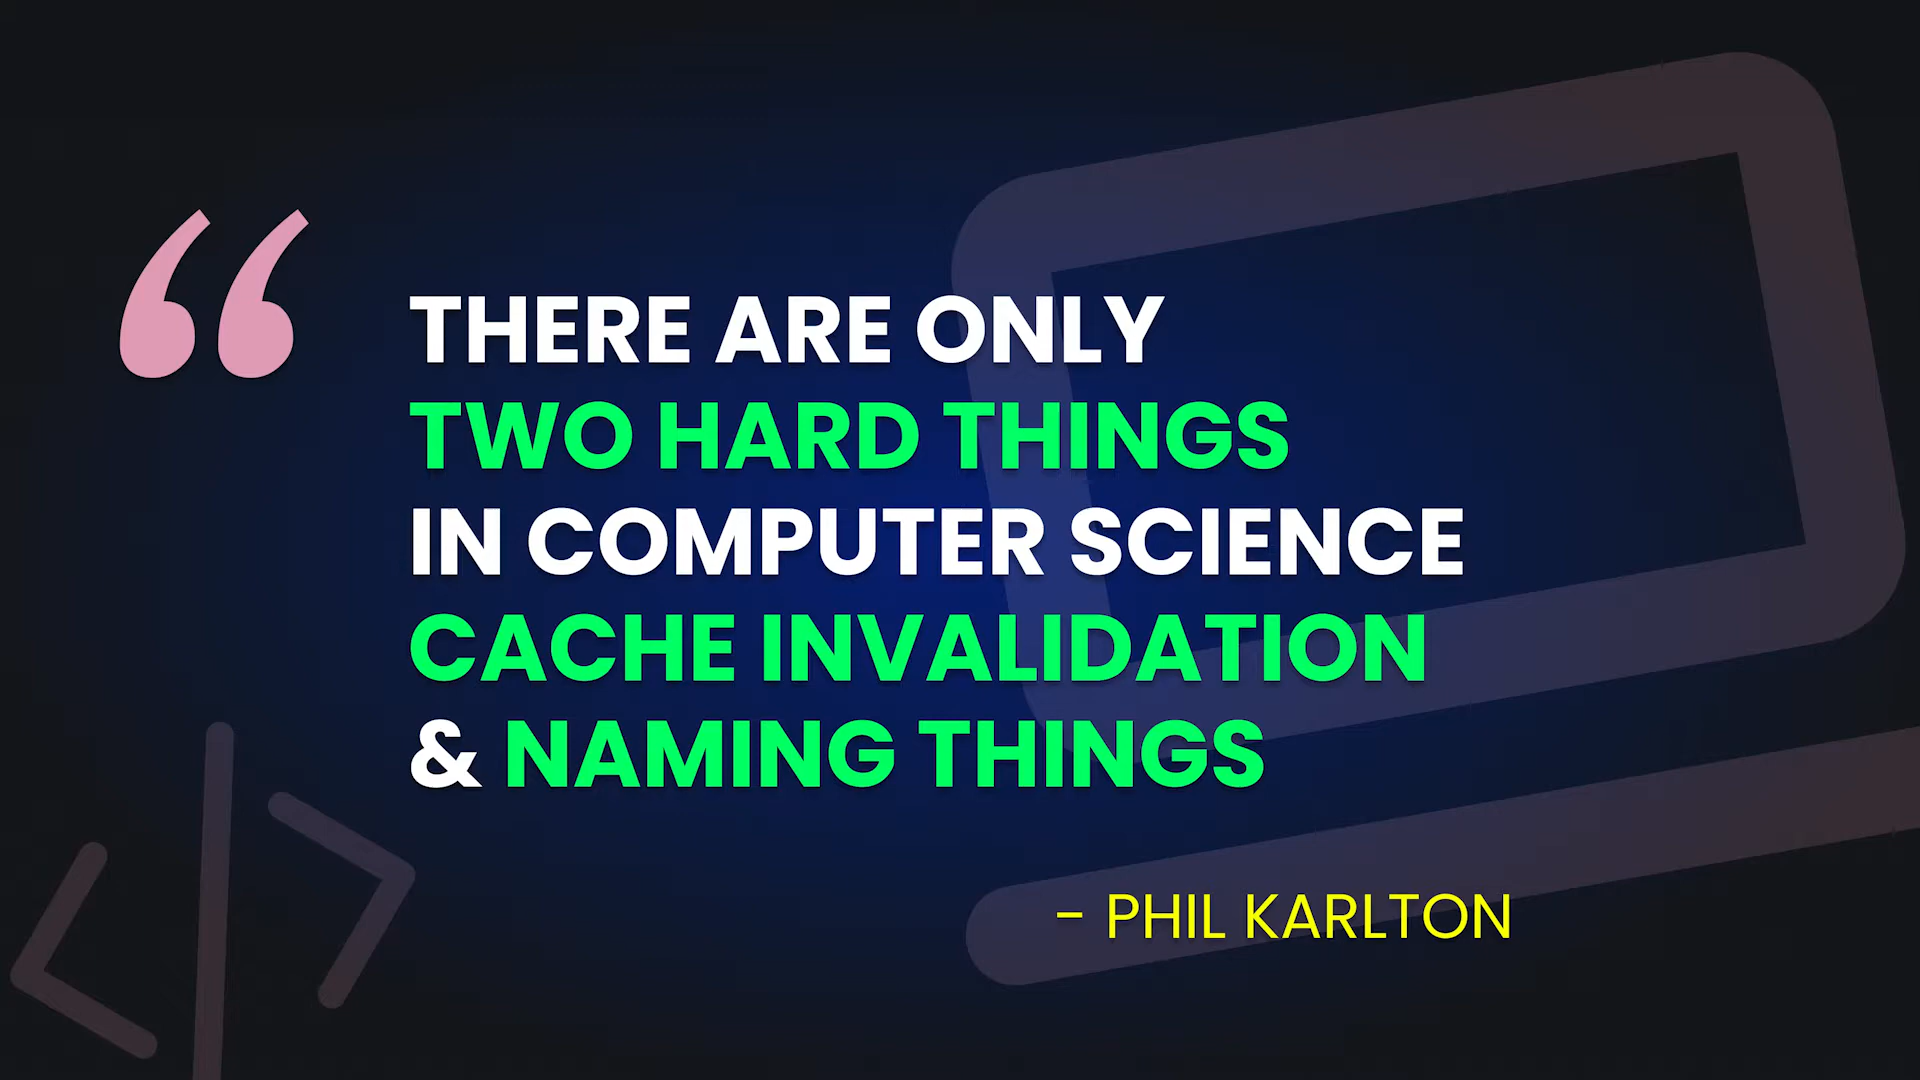 “
THERE ARE ONLY
TWO HARD THINGS
IN COMPUTER SCIENCE
CACHE INVALIDATION
& NAMING THINGS
- PHIL KARLTON
</>